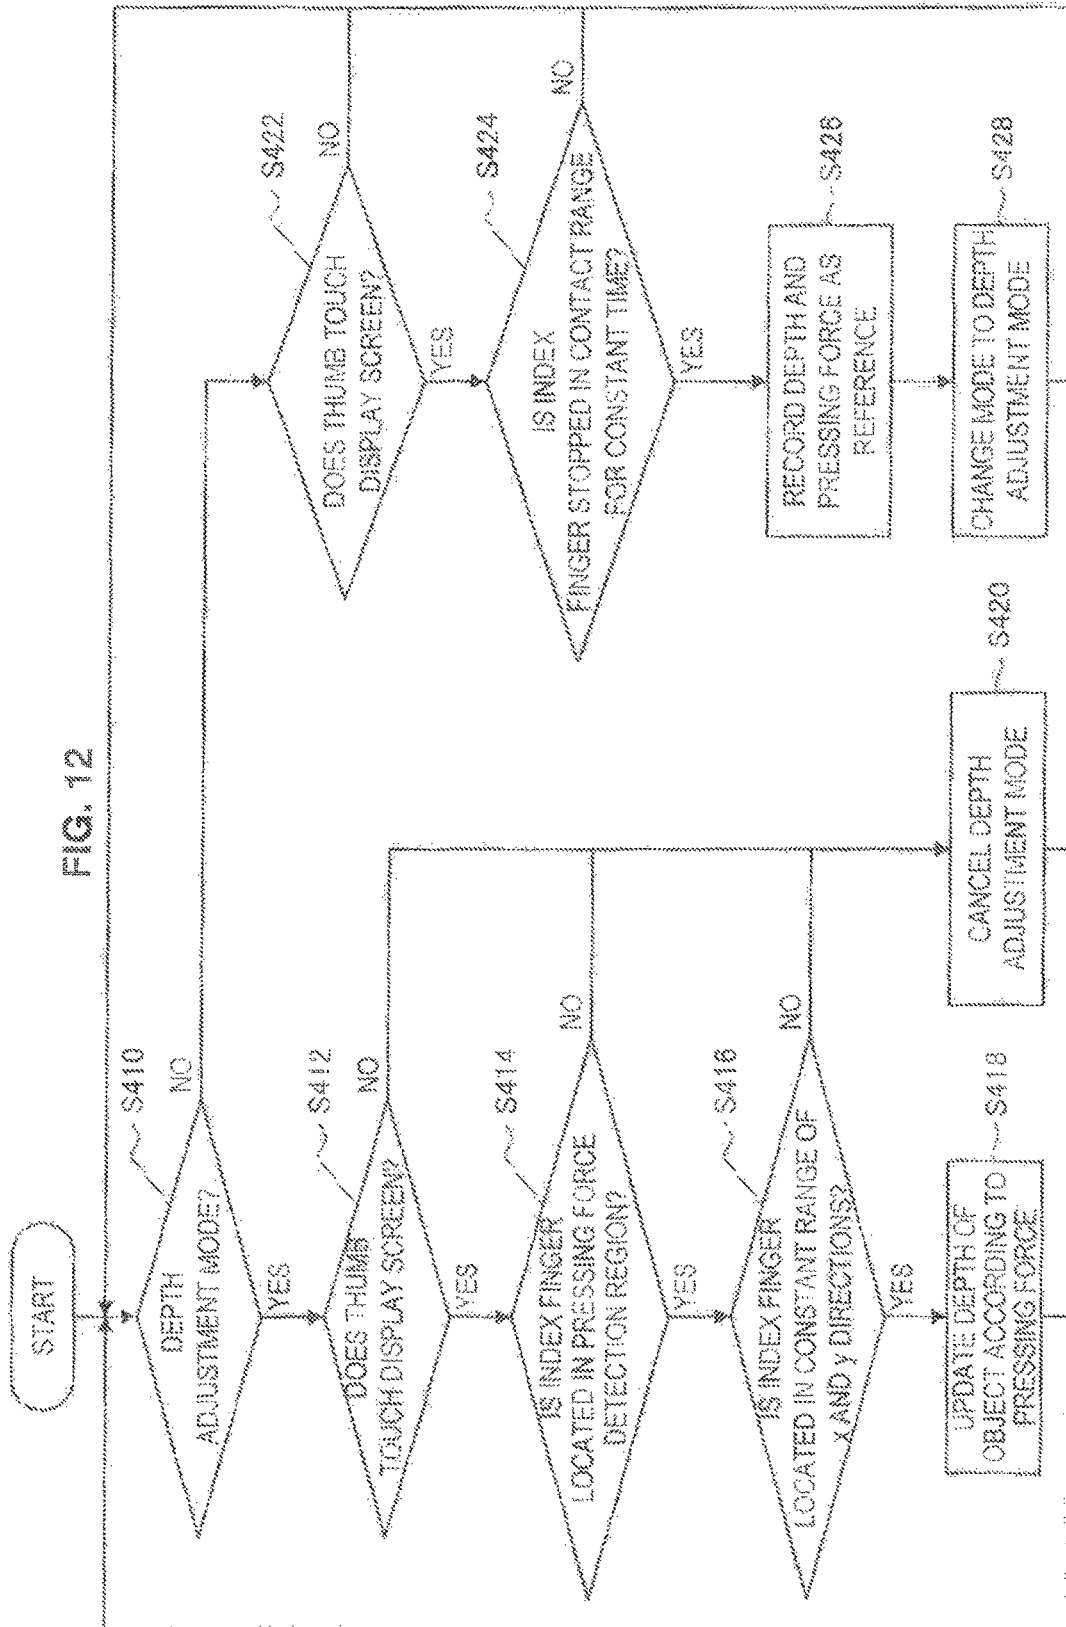 FIG. 12
START
S410
DEPTH
ADJUSTMENT MODE?
NO
YES
S412
DOES THUMB
TOUCH DISPLAY SCREEN?
NO
YES
S414
IS INDEX FINGER
LOCATED IN PRESSING FORCE
DETECTION REGION?
NO
YES
S416
IS INDEX FINGER
LOCATED IN CONSTANT RANGE OF
x AND y DIRECTIONS?
NO
YES
S418
UPDATE DEPTH OF
OBJECT ACCORDING TO
PRESSING FORCE
S420
CANCEL DEPTH
ADJUSTMENT MODE
S422
DOES THUMB TOUCH
DISPLAY SCREEN?
NO
YES
S424
IS INDEX
FINGER STOPPED IN CONTACT RANGE
FOR CONSTANT TIME?
NO
YES
S426
RECORD DEPTH AND
PRESSING FORCE AS
REFERENCE
S428
CHANGE MODE TO DEPTH
ADJUSTMENT MODE